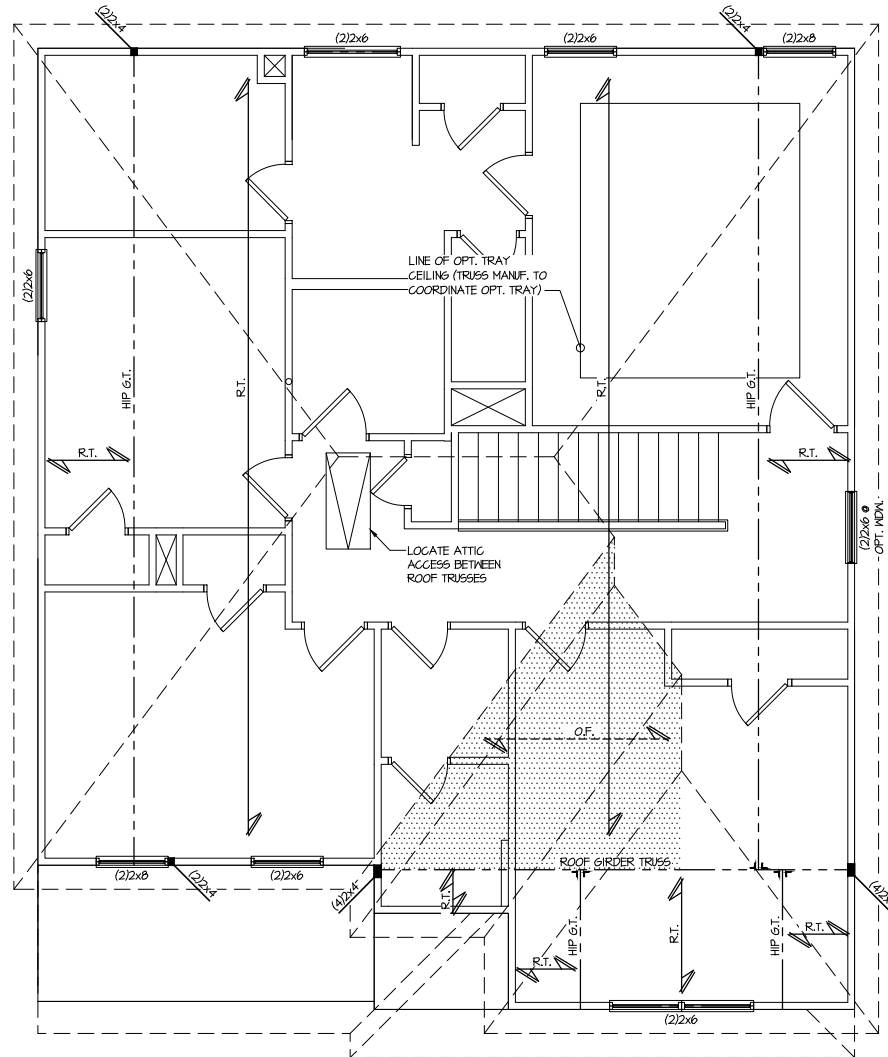 (2)2x4
(2)2x6
(2)2x6
(2)2x4
(2)2x8
LINE OF OPT. TRAY
CEILING (TRUSS MANUF. TO
COORDINATE OPT. TRAY)
(2)2x6
HIP G.T.
R.T.
R.T.
HIP G.T.
R.T.
R.T.
(2)2x6 @
OPT. WDW.
LOCATE ATTIC
ACCESS BETWEEN
ROOF TRUSSES
O.F.
ROOF GIRDER TRUSS
(2)2x8
(2)2x4
(2)2x6
(4)2x4
R.T.
HIP G.T.
R.T.
HIP G.T.
R.T.
R.T.
(2)2x6